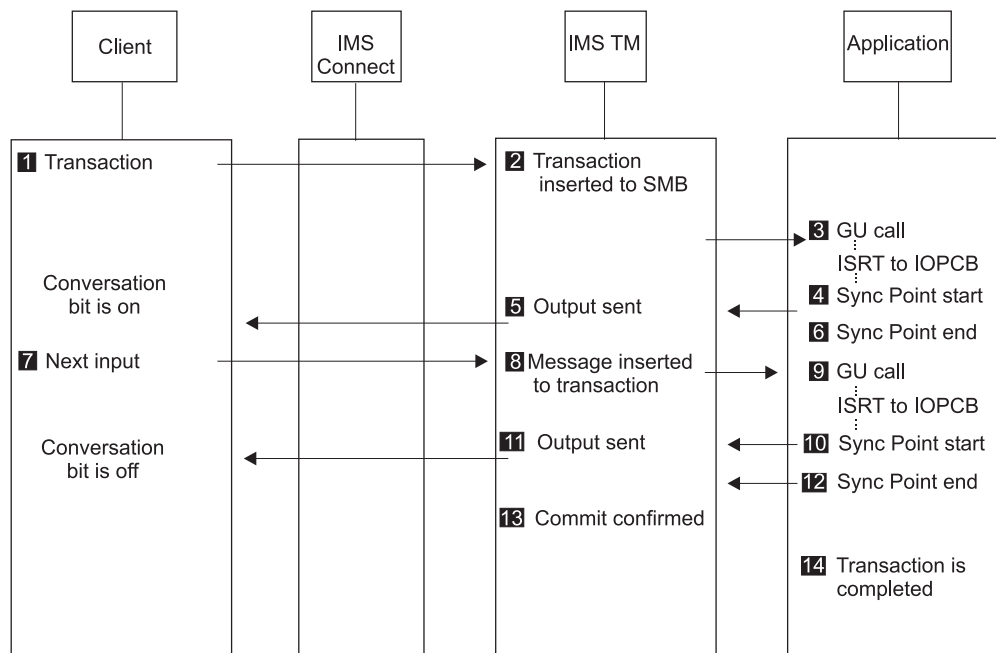 Client
IMS
Connect
IMS TM
Application
1 Transaction
2 Transaction
inserted to SMB
3 GU call
ISRT to IOPCB
Conversation
bit is on
4 Sync Point start
5 Output sent
6 Sync Point end
7 Next input
8 Message inserted
to transaction
9 GU call
ISRT to IOPCB
Conversation
bit is off
10 Sync Point start
11 Output sent
12 Sync Point end
13 Commit confirmed
14 Transaction is
completed